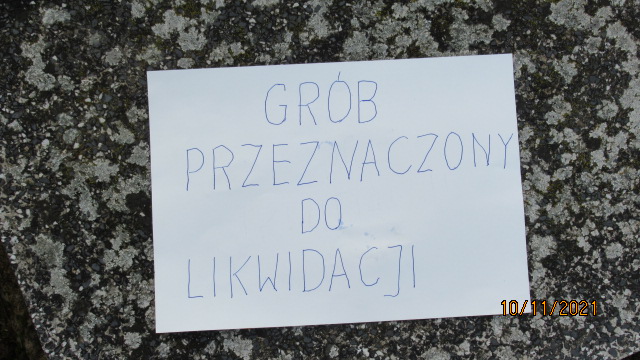 GRÓB
PRZEZNACZONY
DO
LIKWIDACJI
10/11/2021